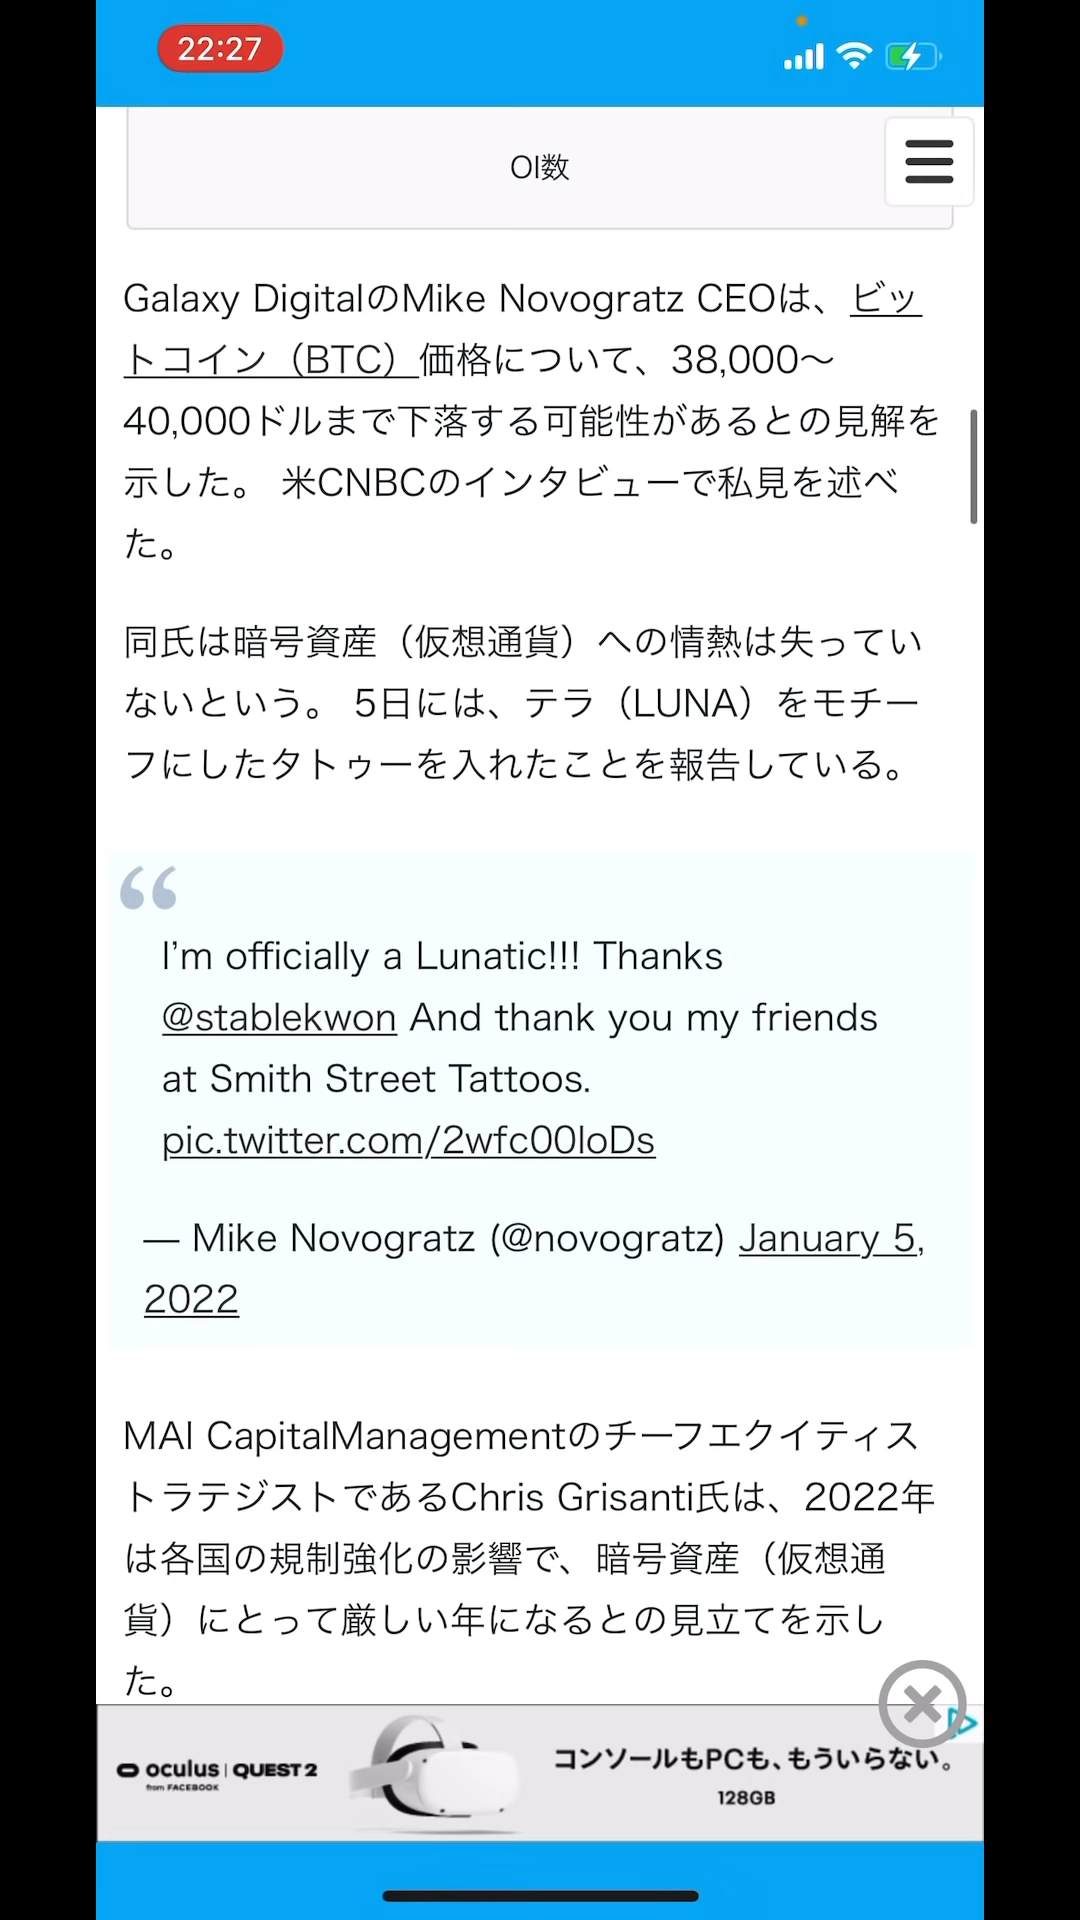 22:27
OI数
Galaxy DigitalのMike Novogratz CEOは、ビッ
トコイン（BTC）価格について、38,000〜
40,000ドルまで下落する可能性があるとの見解を
示した。 米CNBCのインタビューで私見を述べ
た。
同氏は暗号資産（仮想通貨）への情熱は失ってい
ないという。 5日には、テラ（LUNA）をモチー
フにしたタトゥーを入れたことを報告している。
I’m officially a Lunatic!!! Thanks
@stablekwon And thank you my friends
at Smith Street Tattoos.
pic.twitter.com/2wfc00loDs
— Mike Novogratz (@novogratz) January 5,
2022
MAI CapitalManagementのチーフエクイティス
トラテジストであるChris Grisanti氏は、2022年
は各国の規制強化の影響で、暗号資産（仮想通
貨）にとって厳しい年になるとの見立てを示し
た。
oculus | QUEST 2
from FACEBOOK
コンソールもPCも、もういらない。
128GB